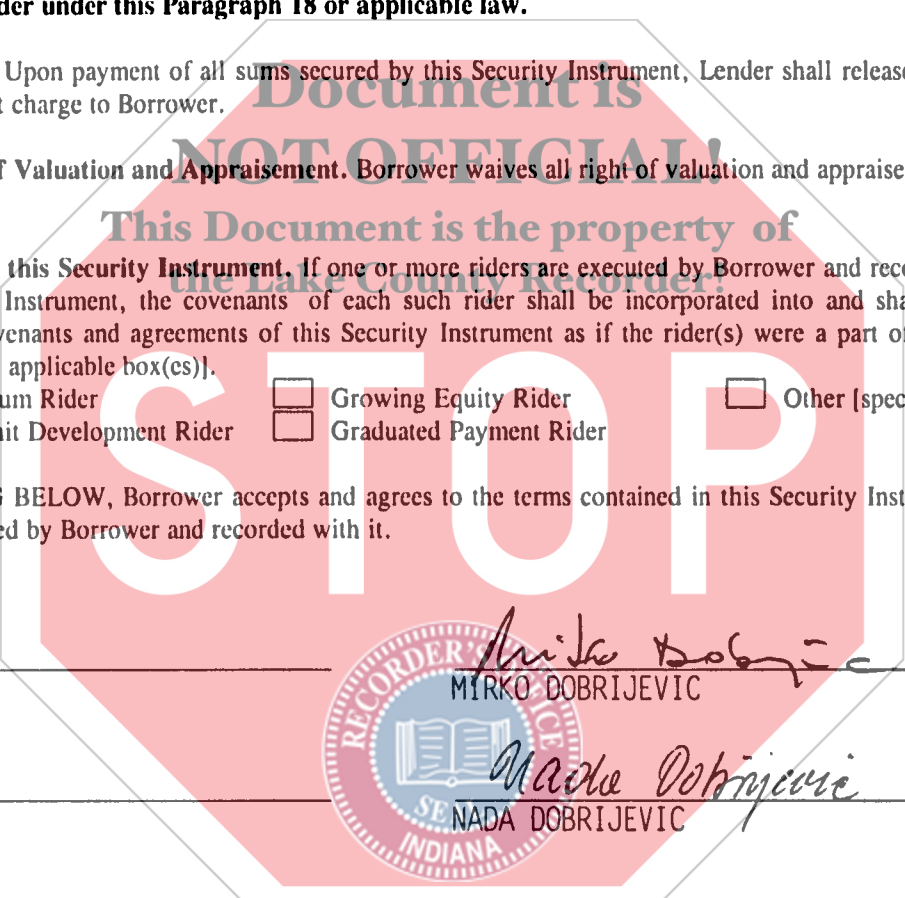 der under this Paragraph 18 or applicable law.
Upon payment of all sums secured by this Security Instrument, Lender shall release
t charge to Borrower.
Document is
NOT OFFICIAL!
f Valuation and Appraisement. Borrower waives all right of valuation and appraise
This Document is the property of
the Lake County Recorder!
this Security Instrument. If one or more riders are executed by Borrower and reco
Instrument, the covenants of each such rider shall be incorporated into and sha
venants and agreements of this Security Instrument as if the rider(s) were a part o
applicable box(es)].
um Rider Growing Equity Rider Other [spec
nit Development Rider Graduated Payment Rider
STOP
G BELOW, Borrower accepts and agrees to the terms contained in this Security Inst
ed by Borrower and recorded with it.
Mirko Dobrijevic
MIRKO DOBRIJEVIC
Nada Dobrijevic
NADA DOBRIJEVIC
RECORDER'S OFFICE
SEAL
INDIANA